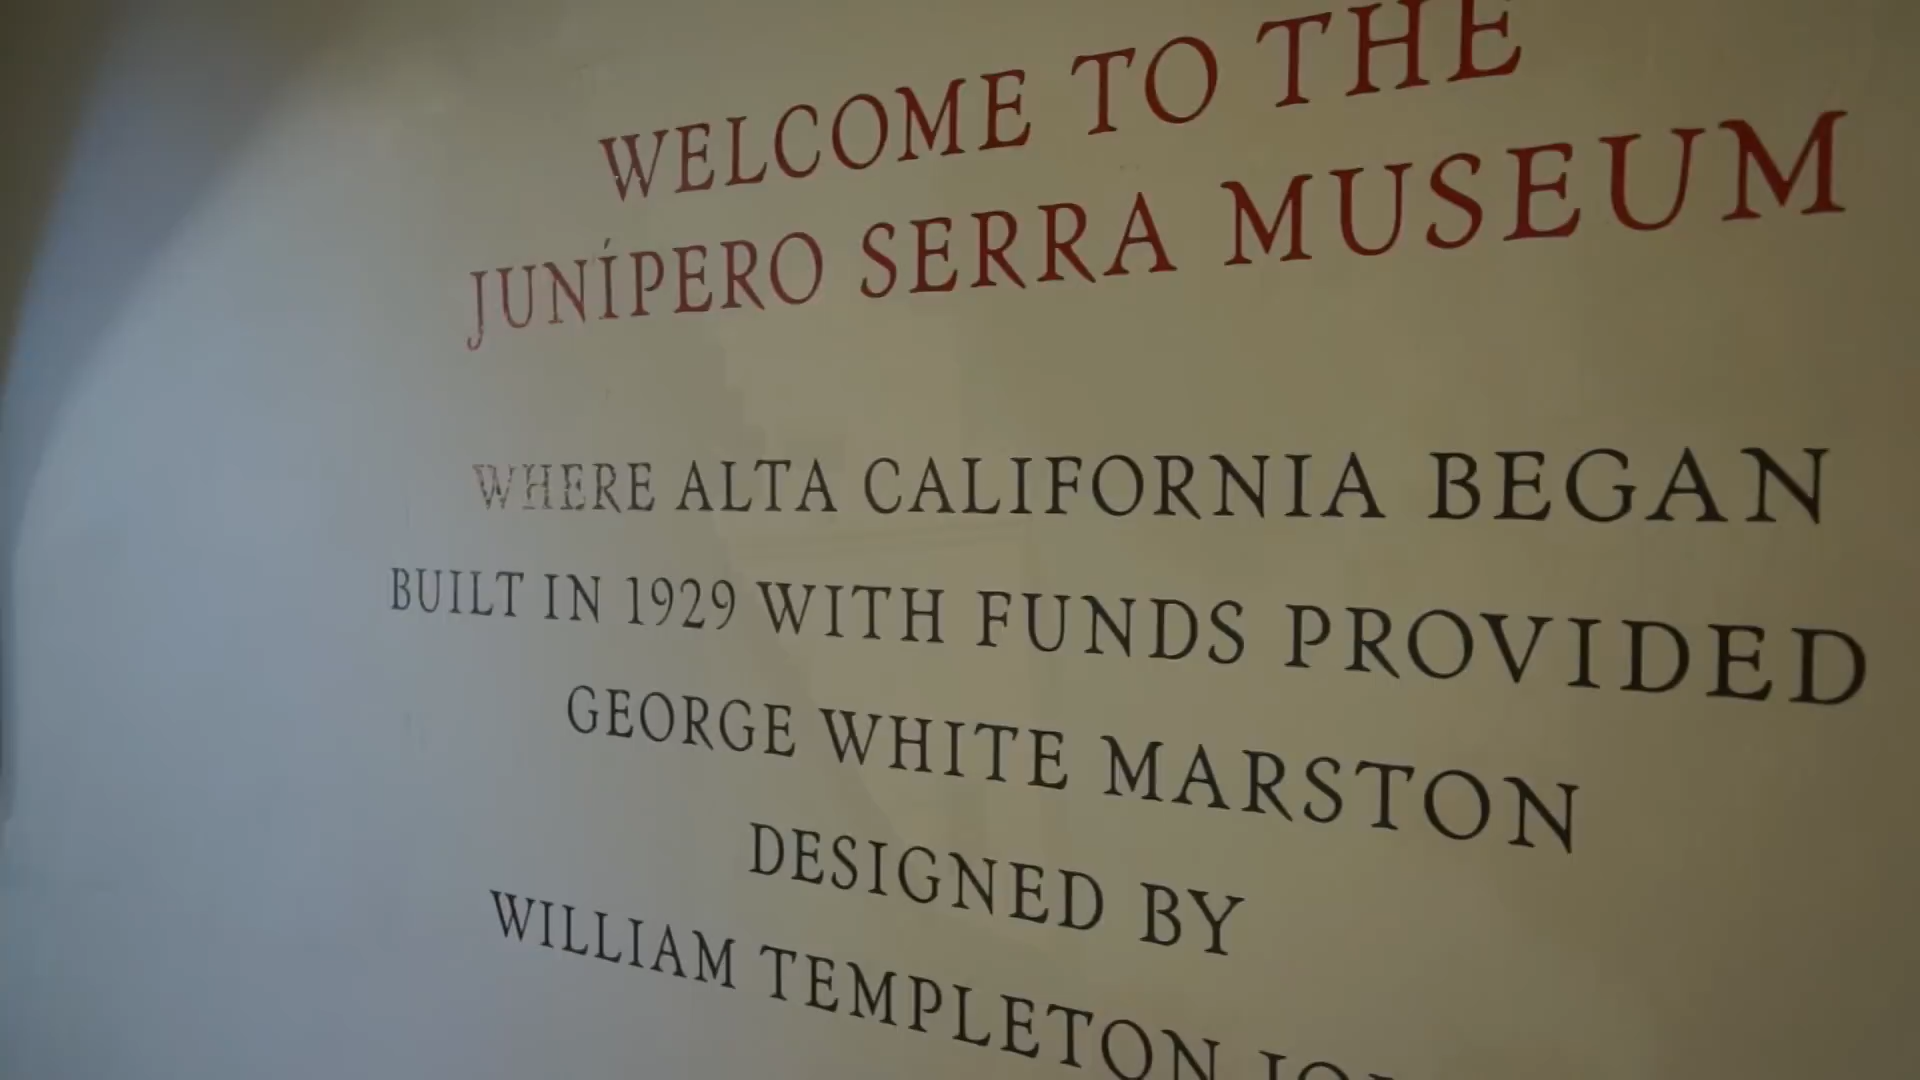 WELCOME TO THE
JUNÍPERO SERRA MUSEUM
WHERE ALTA CALIFORNIA BEGAN
BUILT IN 1929 WITH FUNDS PROVIDED
GEORGE WHITE MARSTON
DESIGNED BY
WILLIAM TEMPLETON